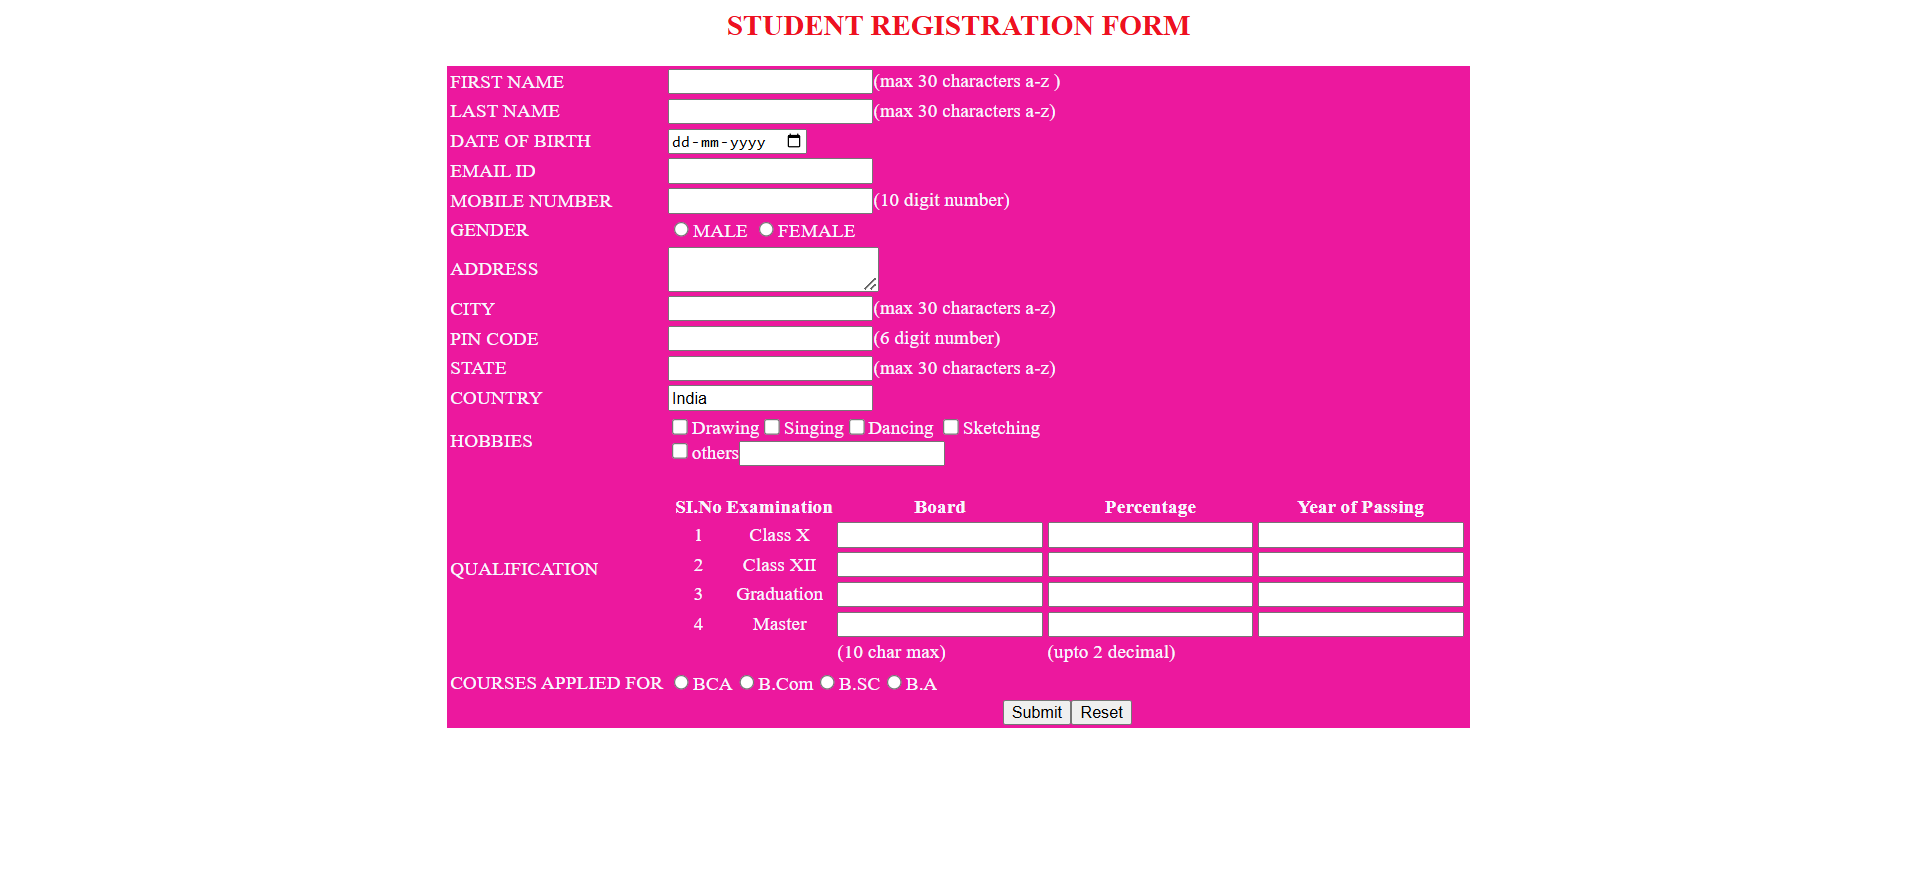 STUDENT REGISTRATION FORM
FIRST NAME (max 30 characters a-z )
LAST NAME (max 30 characters a-z)
DATE OF BIRTH dd-mm-yyyy
EMAIL ID
MOBILE NUMBER (10 digit number)
GENDER MALE FEMALE
ADDRESS
CITY (max 30 characters a-z)
PIN CODE (6 digit number)
STATE (max 30 characters a-z)
COUNTRY India
HOBBIES Drawing Singing Dancing Sketching
others
QUALIFICATION
SI.No Examination Board Percentage Year of Passing
1 Class X
2 Class XII
3 Graduation
4 Master
(10 char max) (upto 2 decimal)
COURSES APPLIED FOR BCA B.Com B.SC B.A
Submit Reset